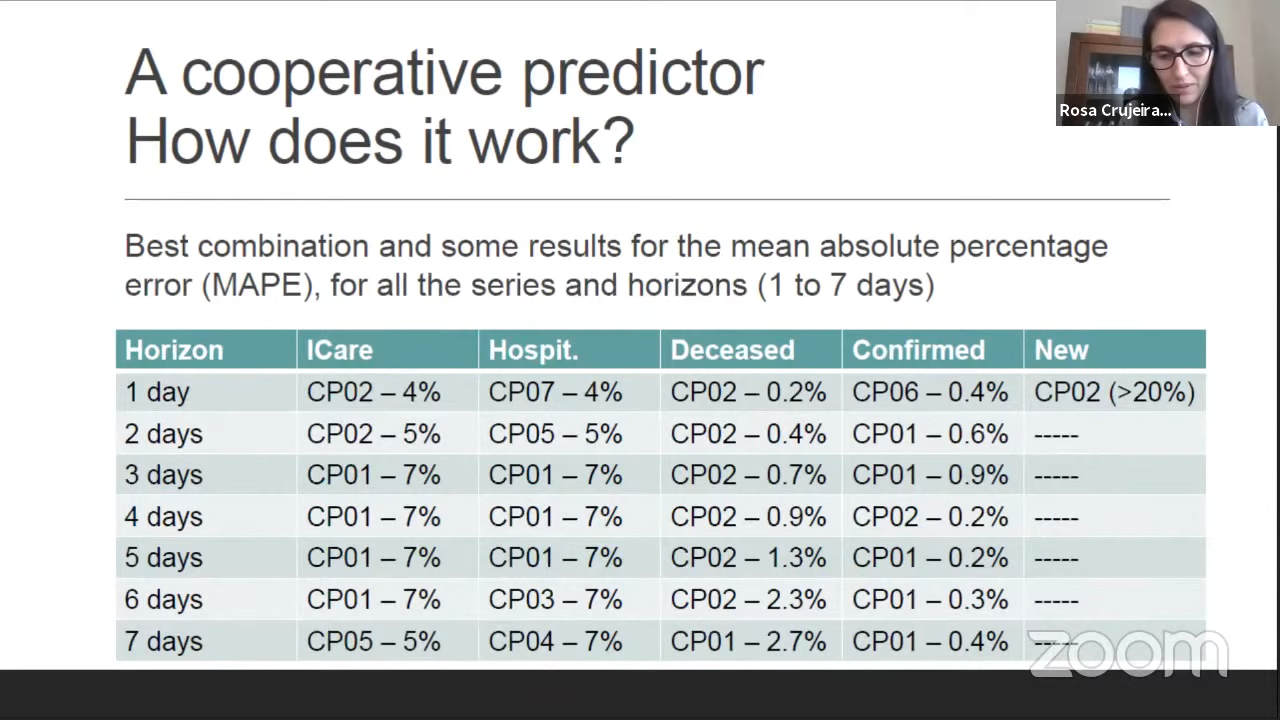 A cooperative predictor
How does it work?
Rosa Crujeira...
Best combination and some results for the mean absolute percentage
error (MAPE), for all the series and horizons (1 to 7 days)
Horizon ICare Hospit. Deceased Confirmed New
1 day CP02 – 4% CP07 – 4% CP02 – 0.2% CP06 – 0.4% CP02 (>20%)
2 days CP02 – 5% CP05 – 5% CP02 – 0.4% CP01 – 0.6% -----
3 days CP01 – 7% CP01 – 7% CP02 – 0.7% CP01 – 0.9% -----
4 days CP01 – 7% CP01 – 7% CP02 – 0.9% CP02 – 0.2% -----
5 days CP01 – 7% CP01 – 7% CP02 – 1.3% CP01 – 0.2% -----
6 days CP01 – 7% CP03 – 7% CP02 – 2.3% CP01 – 0.3% -----
7 days CP05 – 5% CP04 – 7% CP01 – 2.7% CP01 – 0.4% -----
zoom